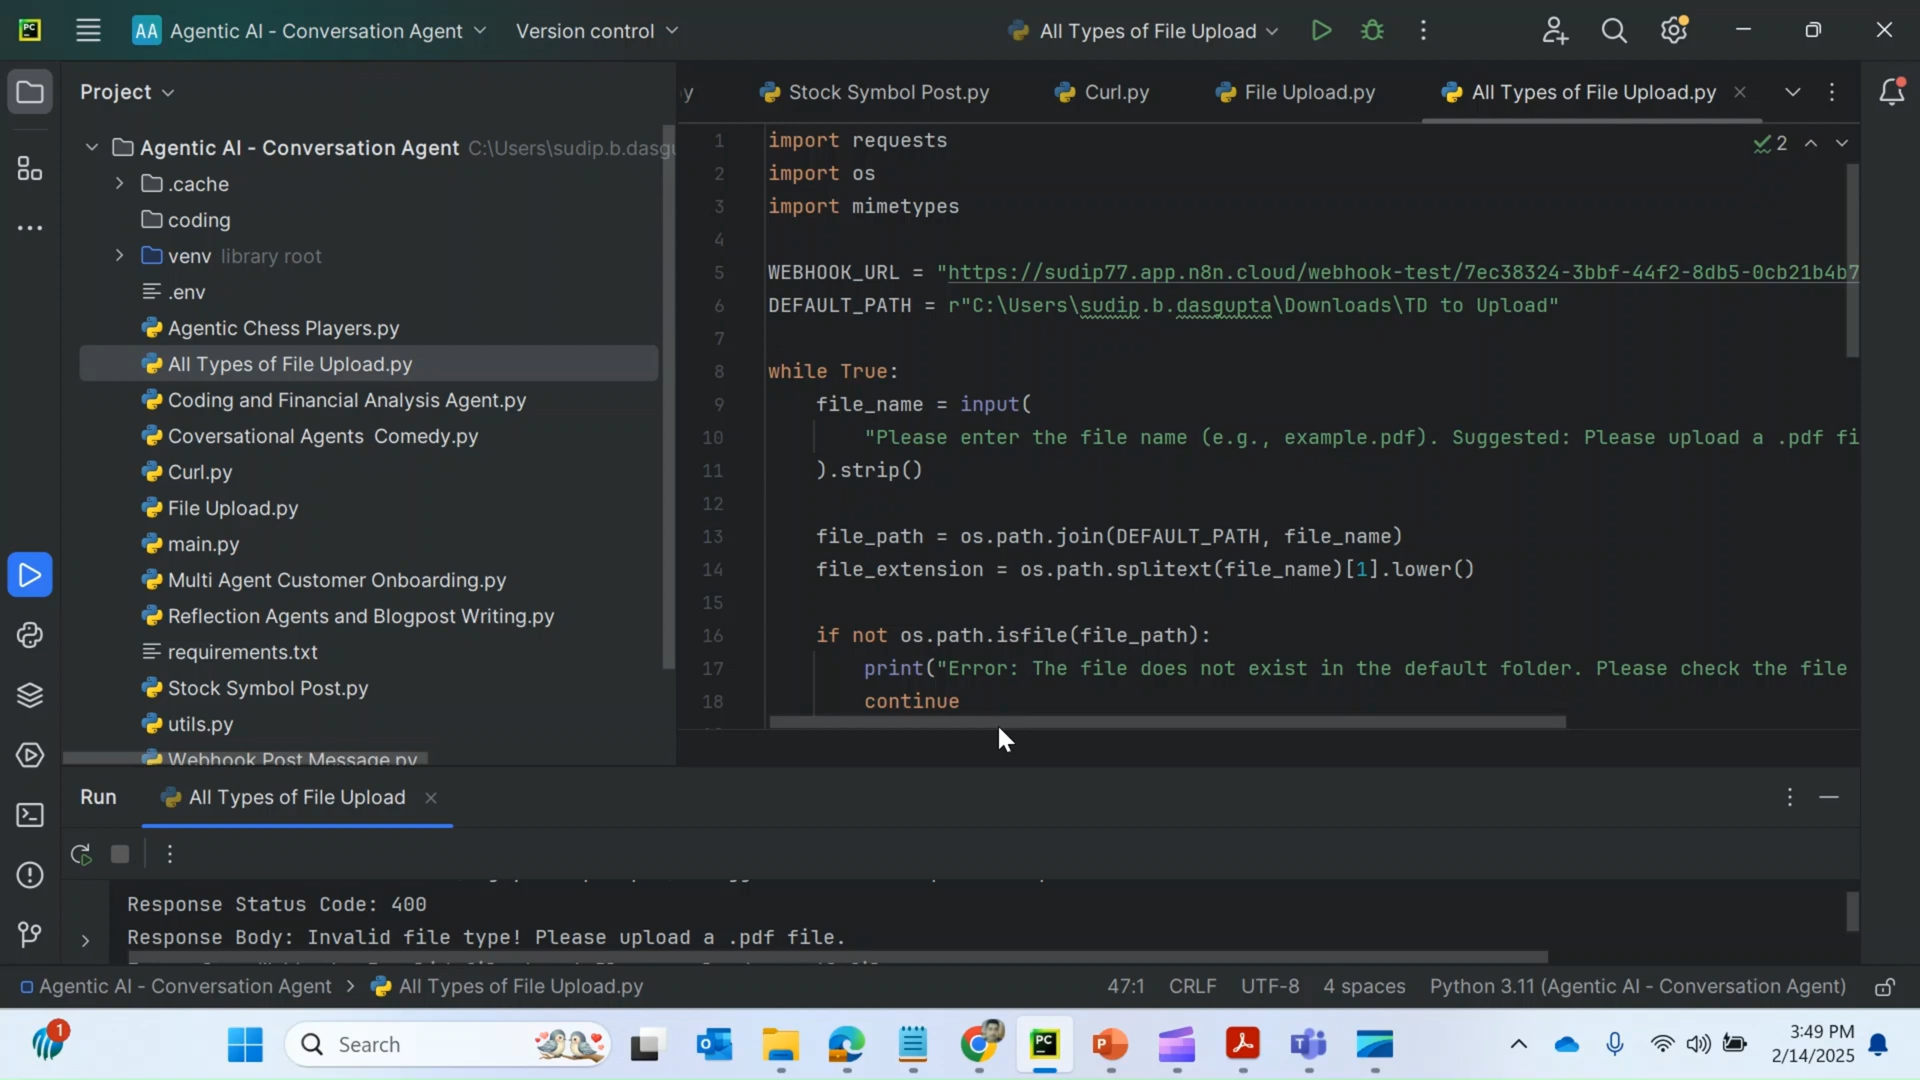 PC
AA Agentic AI - Conversation Agent
Version control
All Types of File Upload
Project
y
Stock Symbol Post.py
Curl.py
File Upload.py
All Types of File Upload.py
Agentic AI - Conversation Agent C:\Users\sudip.b.dasgu
.cache
coding
venv library root
.env
Agentic Chess Players.py
All Types of File Upload.py
Coding and Financial Analysis Agent.py
Coversational Agents Comedy.py
Curl.py
File Upload.py
main.py
Multi Agent Customer Onboarding.py
Reflection Agents and Blogpost Writing.py
requirements.txt
Stock Symbol Post.py
utils.py
Webhook Post Message.py
2
1 import requests
2 import os
3 import mimetypes
4
5 WEBHOOK_URL = "https://sudip77.app.n8n.cloud/webhook-test/7ec38324-3bbf-44f2-8db5-0cb21b4b7
6 DEFAULT_PATH = r"C:\Users\sudip.b.dasgupta\Downloads\TD to Upload"
7
8 while True:
9 file_name = input(
10 "Please enter the file name (e.g., example.pdf). Suggested: Please upload a .pdf fi
11 ).strip()
12
13 file_path = os.path.join(DEFAULT_PATH, file_name)
14 file_extension = os.path.splitext(file_name)[1].lower()
15
16 if not os.path.isfile(file_path):
17 print("Error: The file does not exist in the default folder. Please check the file
18 continue
Run
All Types of File Upload
Response Status Code: 400
Response Body: Invalid file type! Please upload a .pdf file.
Agentic AI - Conversation Agent > All Types of File Upload.py
47:1 CRLF UTF-8 4 spaces Python 3.11 (Agentic AI - Conversation Agent)
1
Search
PC
3:49 PM
2/14/2025